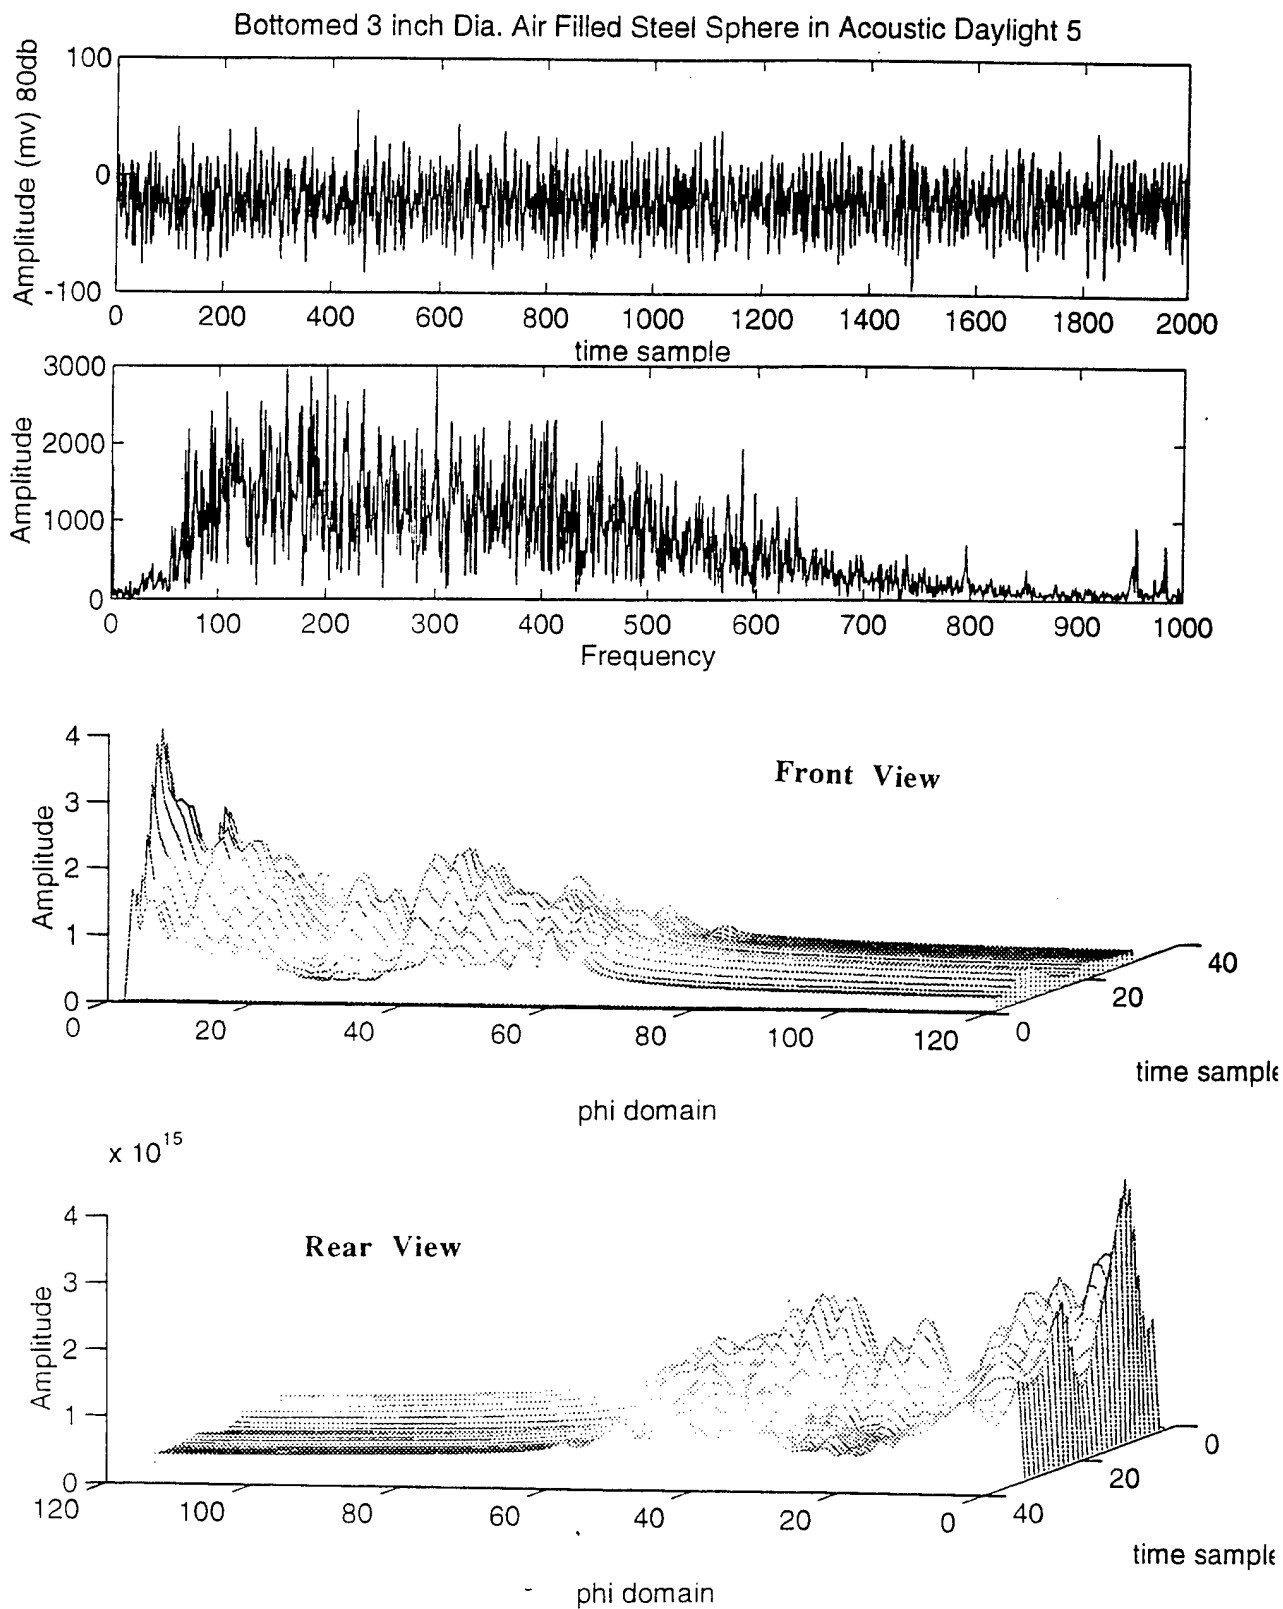 Bottomed 3 inch Dia. Air Filled Steel Sphere in Acoustic Daylight 5
Amplitude (mv) 80db
100
0
-100
0 200 400 600 800 1000 1200 1400 1600 1800 2000
time sample
Amplitude
3000
2000
1000
0
0 100 200 300 400 500 600 700 800 900 1000
Frequency
Front View
Amplitude
4
3
2
1
0
0 20 40 60 80 100 120
0 20 40
time sample
phi domain
x 10^15
Rear View
Amplitude
4
3
2
1
0
120 100 80 60 40 20 0
40 20 0
time sample
phi domain